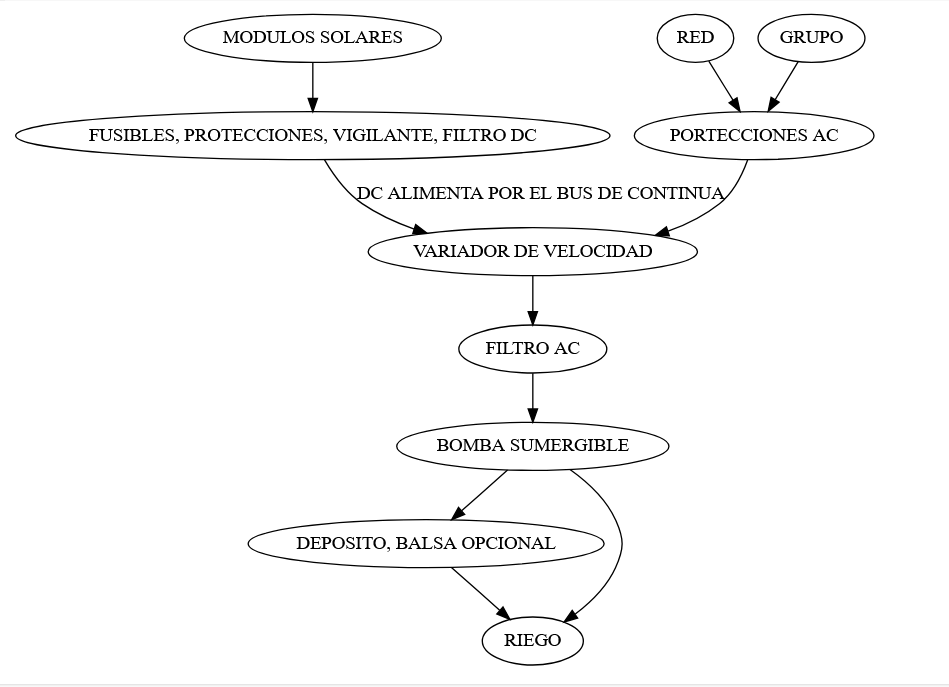 MODULOS SOLARES
RED
GRUPO
FUSIBLES, PROTECCIONES, VIGILANTE, FILTRO DC
PORTECCIONES AC
DC ALIMENTA POR EL BUS DE CONTINUA
VARIADOR DE VELOCIDAD
FILTRO AC
BOMBA SUMERGIBLE
DEPOSITO, BALSA OPCIONAL
RIEGO